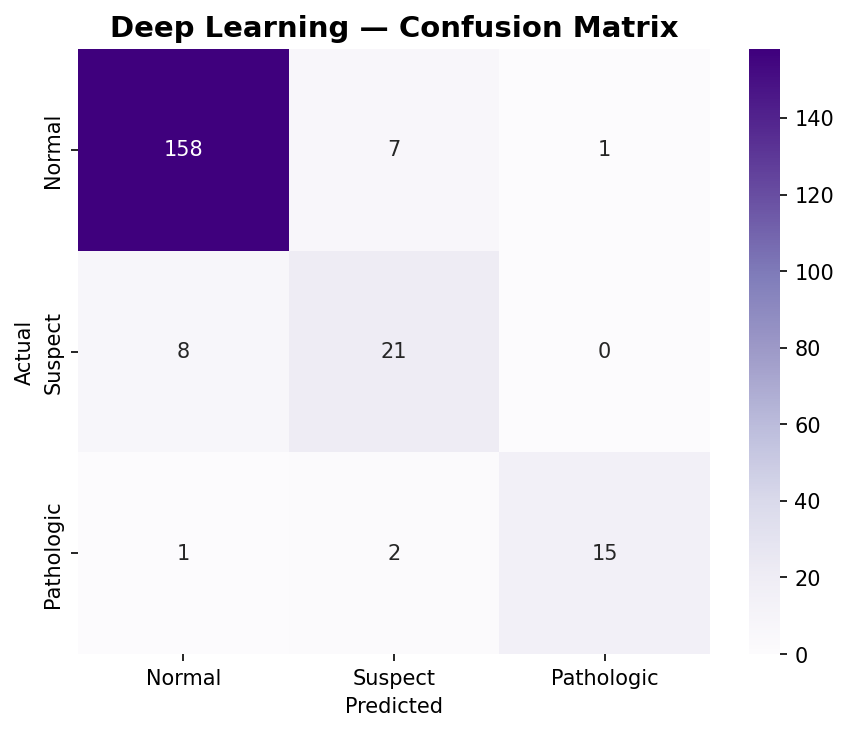 Deep Learning — Confusion Matrix
Actual
Normal
158 7 1
Suspect
8 21 0
Pathologic
1 2 15
Normal Suspect Pathologic
Predicted
140
120
100
80
60
40
20
0